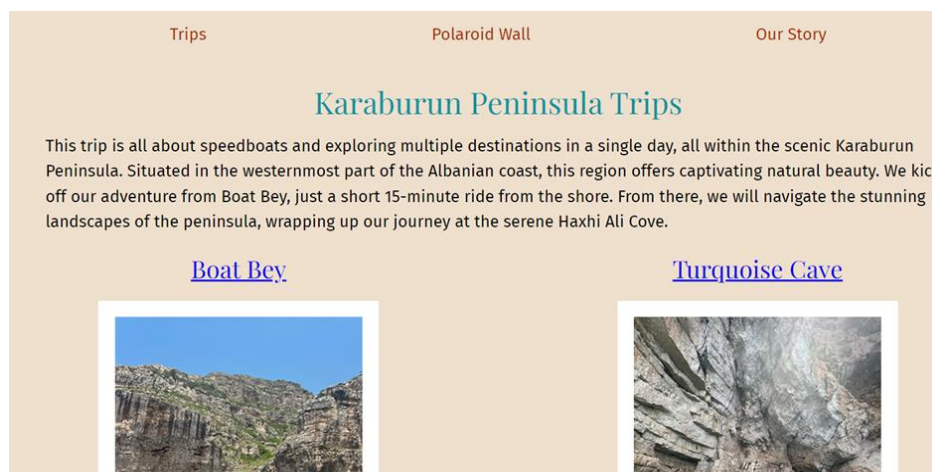 Trips Polaroid Wall Our Story
Karaburun Peninsula Trips
This trip is all about speedboats and exploring multiple destinations in a single day, all within the scenic Karaburun
Peninsula. Situated in the westernmost part of the Albanian coast, this region offers captivating natural beauty. We kic
off our adventure from Boat Bey, just a short 15-minute ride from the shore. From there, we will navigate the stunning
landscapes of the peninsula, wrapping up our journey at the serene Haxhi Ali Cove.
Boat Bey Turquoise Cave